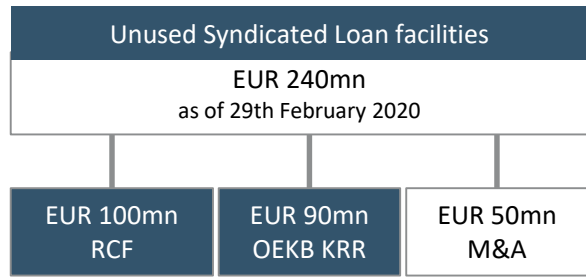 Unused Syndicated Loan facilities
EUR 240mn
as of 29th February 2020
EUR 100mn
RCF
EUR 90mn
OEKB KRR
EUR 50mn
M&A